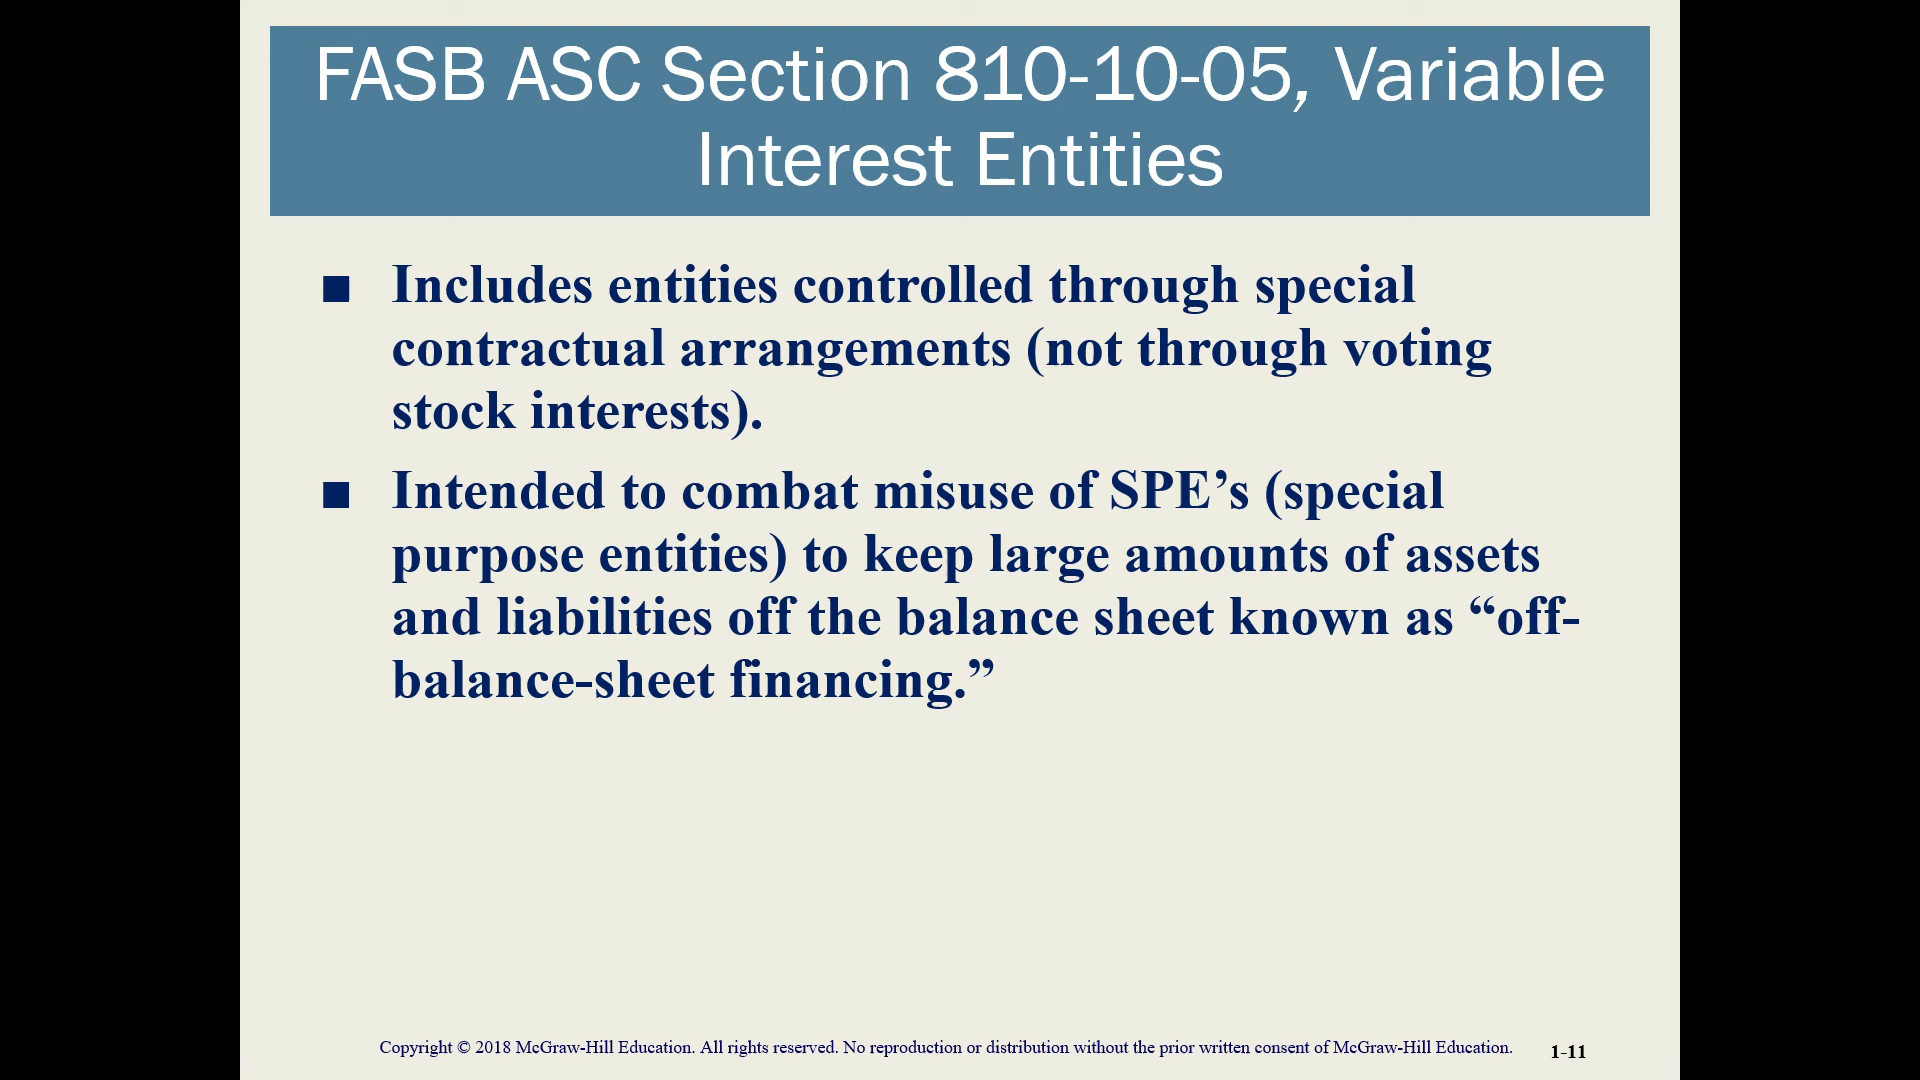 FASB ASC Section 810-10-05, Variable
Interest Entities
■ Includes entities controlled through special
contractual arrangements (not through voting
stock interests).
■ Intended to combat misuse of SPE’s (special
purpose entities) to keep large amounts of assets
and liabilities off the balance sheet known as “off-
balance-sheet financing.”
Copyright © 2018 McGraw-Hill Education. All rights reserved. No reproduction or distribution without the prior written consent of McGraw-Hill Education.
1-11